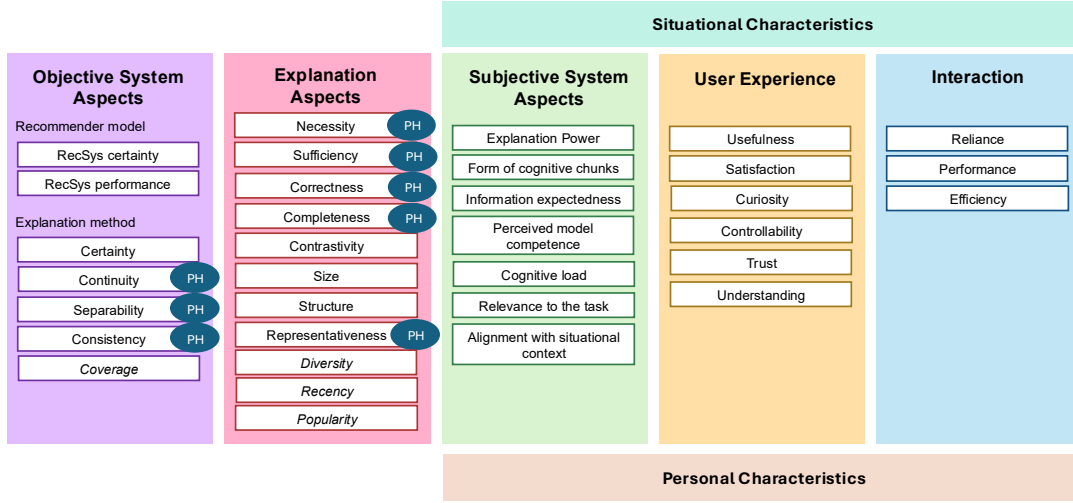 Situational Characteristics
Objective System
Aspects
Recommender model
RecSys certainty
RecSys performance
Explanation method
Certainty
Continuity PH
Separability PH
Consistency PH
Coverage
Explanation
Aspects
Necessity PH
Sufficiency PH
Correctness PH
Completeness PH
Contrastivity
Size
Structure
Representativeness PH
Diversity
Recency
Popularity
Subjective System
Aspects
Explanation Power
Form of cognitive chunks
Information expectedness
Perceived model
competence
Cognitive load
Relevance to the task
Alignment with situational
context
User Experience
Usefulness
Satisfaction
Curiosity
Controllability
Trust
Understanding
Interaction
Reliance
Performance
Efficiency
Personal Characteristics